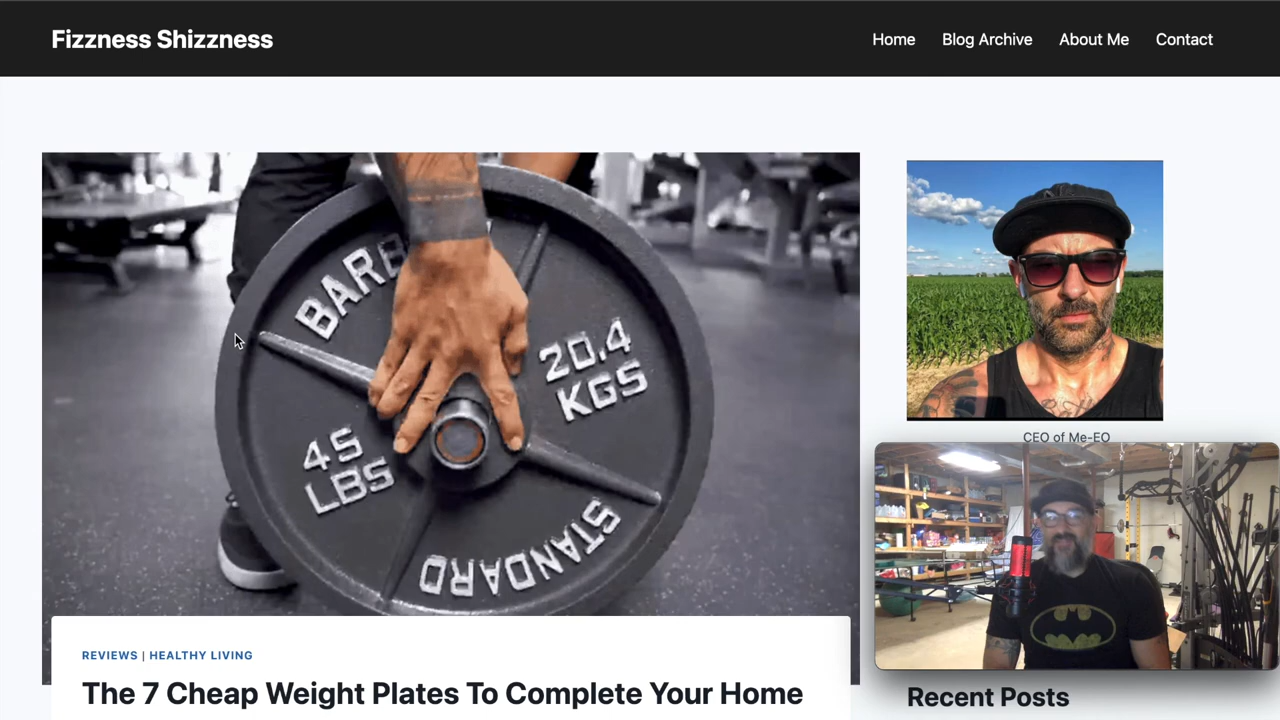 Fizzness Shizzness
Home Blog Archive About Me Contact
BARB
20.4
KGS
45
LBS
STANDARD
CEO of Me-EO
REVIEWS | HEALTHY LIVING
The 7 Cheap Weight Plates To Complete Your Home
Recent Posts